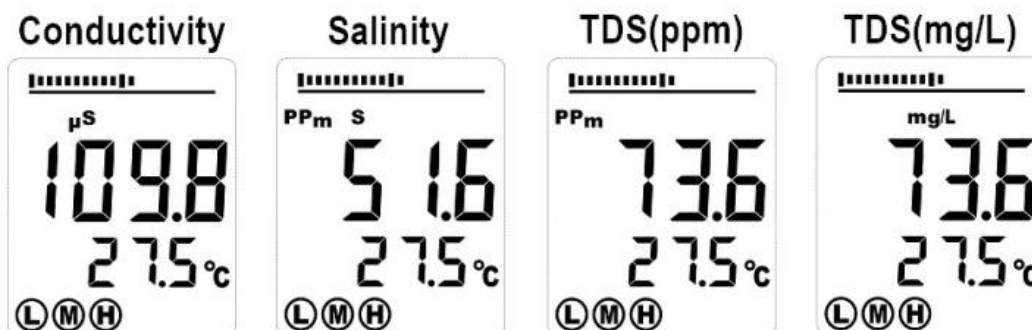 Conductivity Salinity TDS(ppm) TDS(mg/L)
µS PPm S PPm mg/L
109.8 51.6 73.6 73.6
27.5°C 27.5°C 27.5°C 27.5°C
L M H L M H L M H L M H